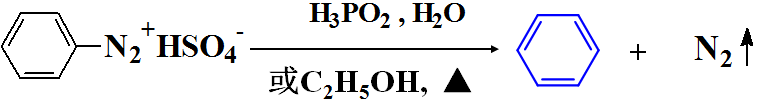 H₃PO₂ , H₂O
N₂⁺HSO₄⁻ + N₂↑
或C₂H₅OH, ▲